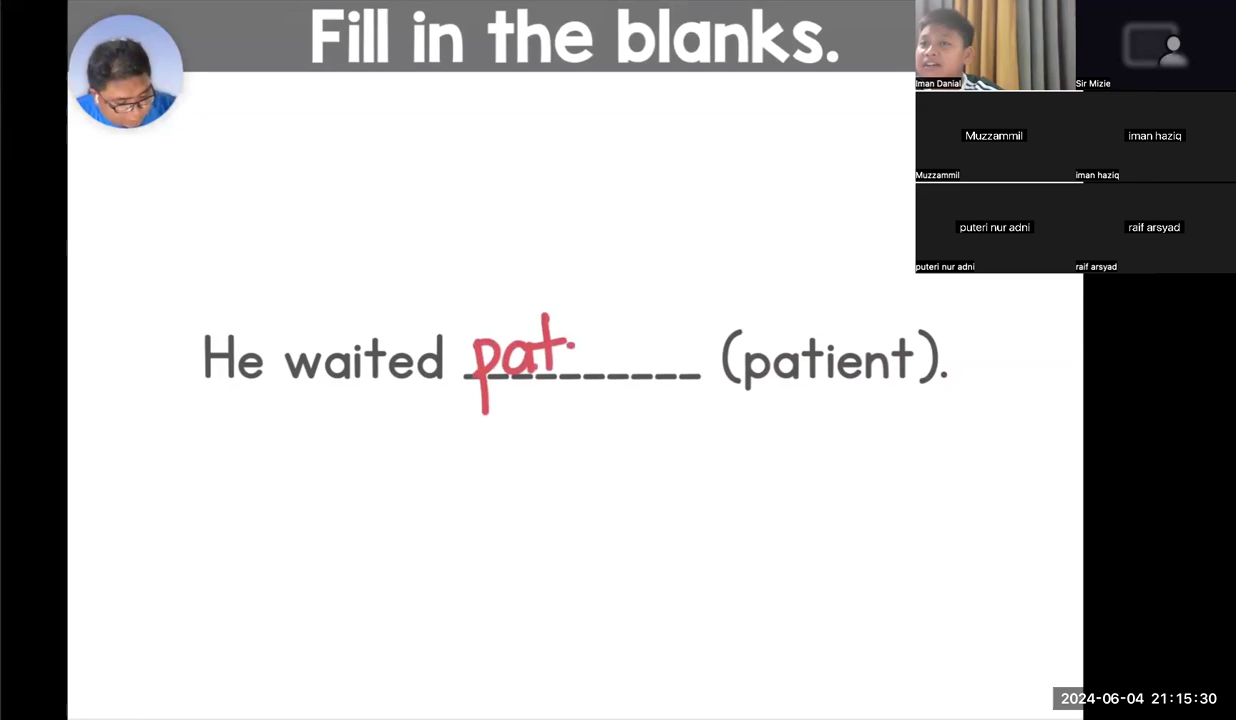 Fill in the blanks.
Iman Danial
Sir Mizie
Muzzammil
iman haziq
Muzzammil
iman haziq
puteri nur adni
raif arsyad
puteri nur adni
raif arsyad
He waited pat__________ (patient).
2024-06-04 21:15:30